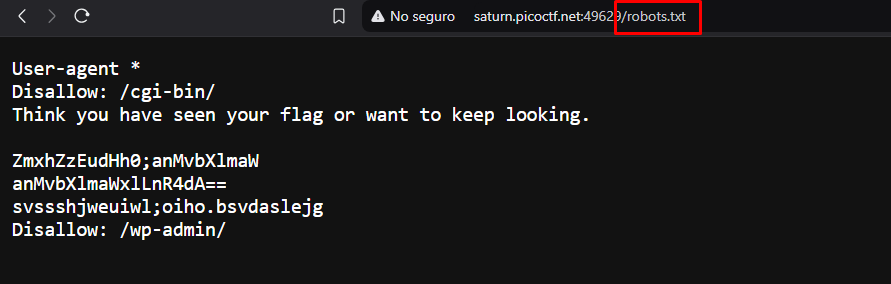 No seguro saturn.picoctf.net:49629/robots.txt
User-agent *
Disallow: /cgi-bin/
Think you have seen your flag or want to keep looking.
ZmxhZzEudHh0;anMvbXlmaW
anMvbXlmaWxlLnR4dA==
svssshjweuiwl;oiho.bsvdaslejg
Disallow: /wp-admin/